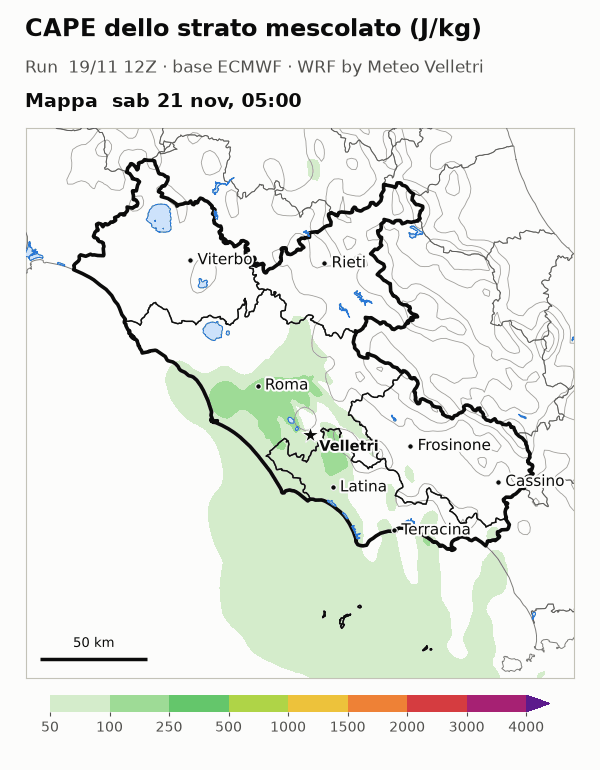 CAPE dello strato mescolato (J/kg)
Run  19/11 12Z · base ECMWF · WRF by Meteo Velletri
Mappa  sab 21 nov, 05:00
Viterbo
Rieti
Roma
Velletri
Frosinone
Latina
Cassino
Terracina
50 km
50 100 250 500 1000 1500 2000 3000 4000